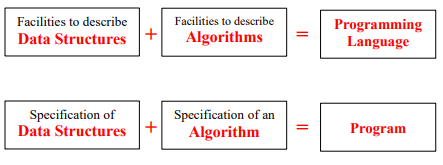 Facilities to describe
Data Structures
+
Facilities to describe
Algorithms
=
Programming
Language
Specification of
Data Structures
+
Specification of an
Algorithm
=
Program